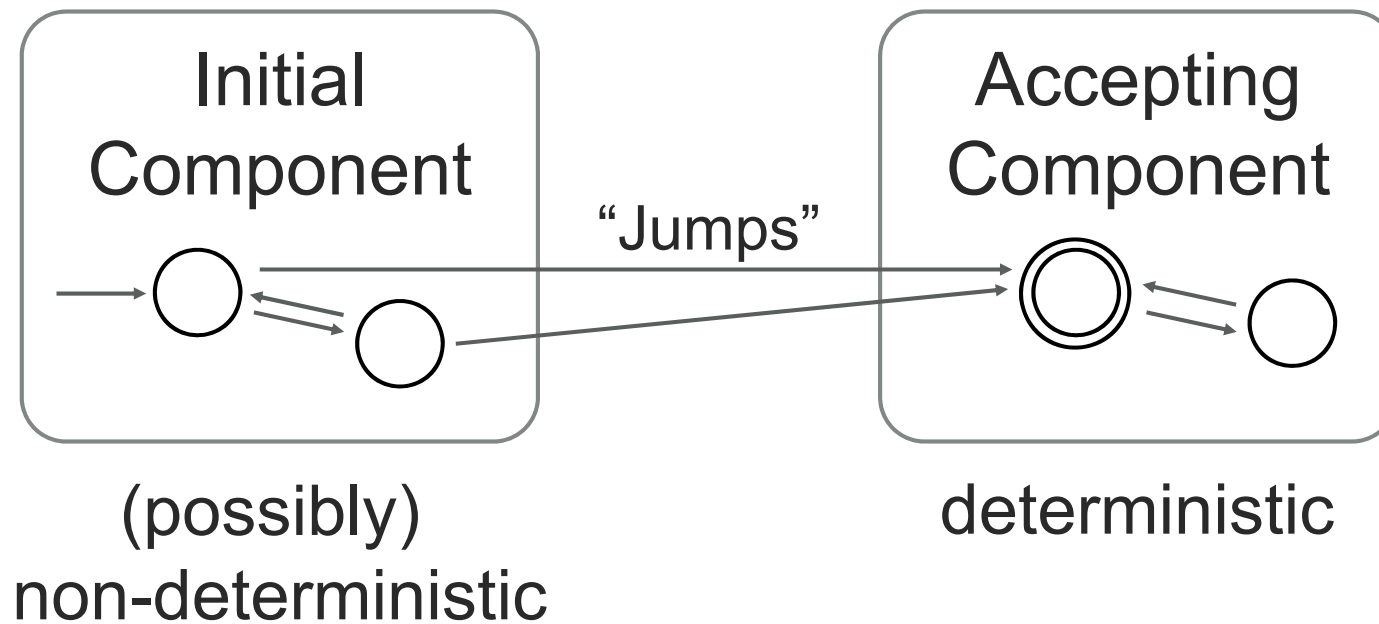 Initial
Component
Accepting
Component
“Jumps”
(possibly)
non-deterministic
deterministic